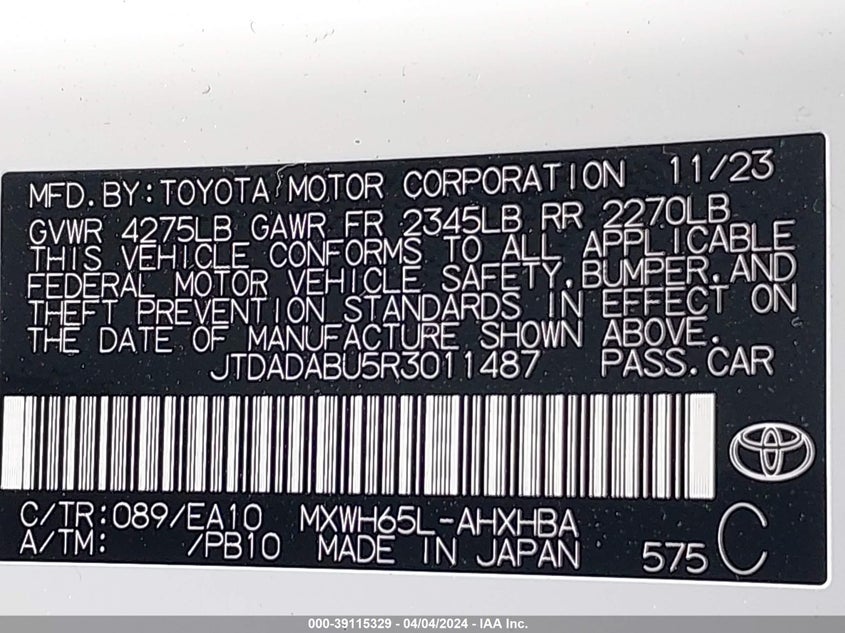 MFD.BY:TOYOTA MOTOR CORPORATION 11/23
GVWR 4275LB GAWR FR 2345LB RR 2270LB
THIS VEHICLE CONFORMS TO ALL APPLICABLE
FEDERAL MOTOR VEHICLE SAFETY,BUMPER,AND
THEFT PREVENTION STANDARDS IN EFFECT ON
THE DATE OF MANUFACTURE SHOWN ABOVE.
JTDADABU5R3011487 PASS.CAR
C/TR:089/EA10 MXWH65L-AHXHBA
A/TM: /PB10 MADE IN JAPAN 575 C
000-39115329 / 04/04/2024 - IAA Inc.